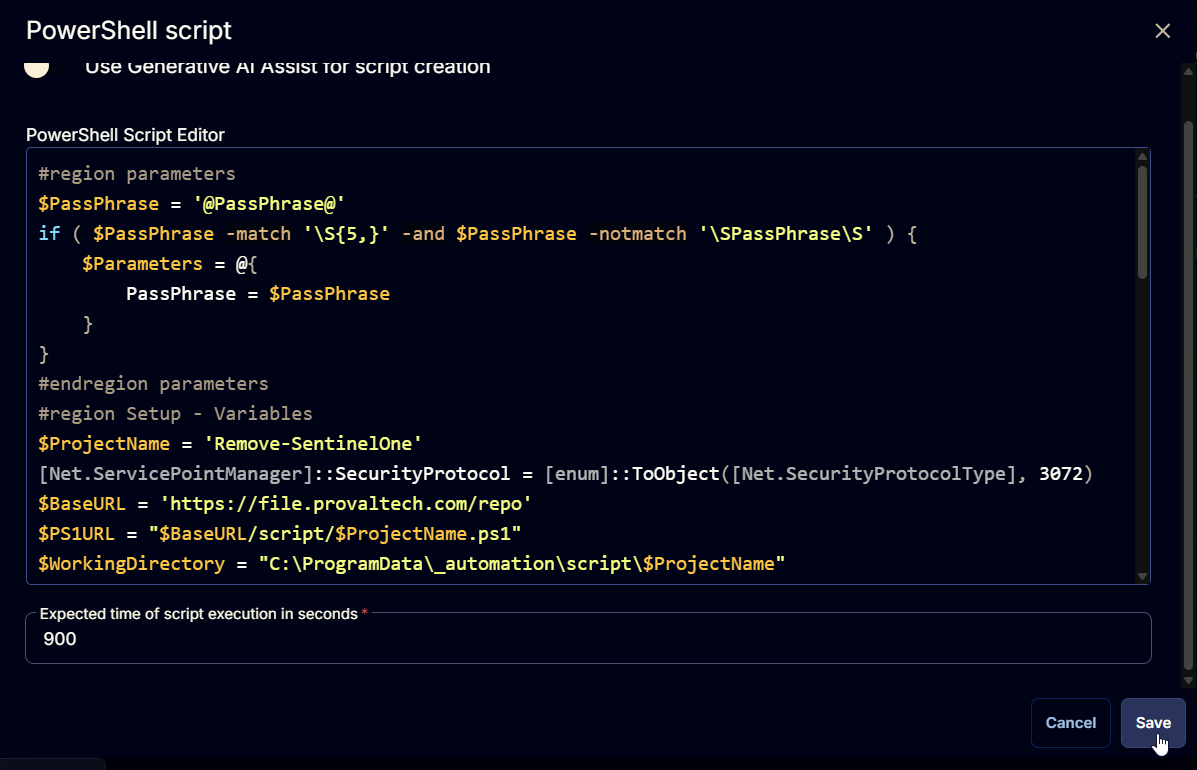 PowerShell script
Use Generative AI Assist for script creation
PowerShell Script Editor
#region parameters
$PassPhrase = '@PassPhrase@'
if ( $PassPhrase -match '\S{5,}' -and $PassPhrase -notmatch '\SPassPhrase\S' ) {
    $Parameters = @{
        PassPhrase = $PassPhrase
    }
}
#endregion parameters
#region Setup - Variables
$ProjectName = 'Remove-SentinelOne'
[Net.ServicePointManager]::SecurityProtocol = [enum]::ToObject([Net.SecurityProtocolType], 3072)
$BaseURL = 'https://file.provaltech.com/repo'
$PS1URL = "$BaseURL/script/$ProjectName.ps1"
$WorkingDirectory = "C:\ProgramData\_automation\script\$ProjectName"
Expected time of script execution in seconds *
900
Cancel
Save